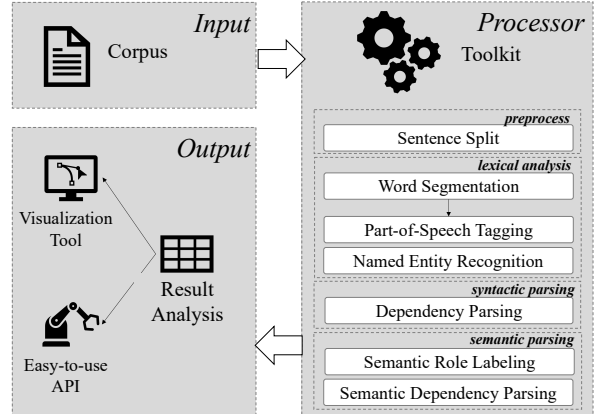 Input
Corpus
Processor
Toolkit
preprocess
Sentence Split
lexical analysis
Word Segmentation
Part-of-Speech Tagging
Named Entity Recognition
syntactic parsing
Dependency Parsing
semantic parsing
Semantic Role Labeling
Semantic Dependency Parsing
Output
Visualization
Tool
Result
Analysis
Easy-to-use
API